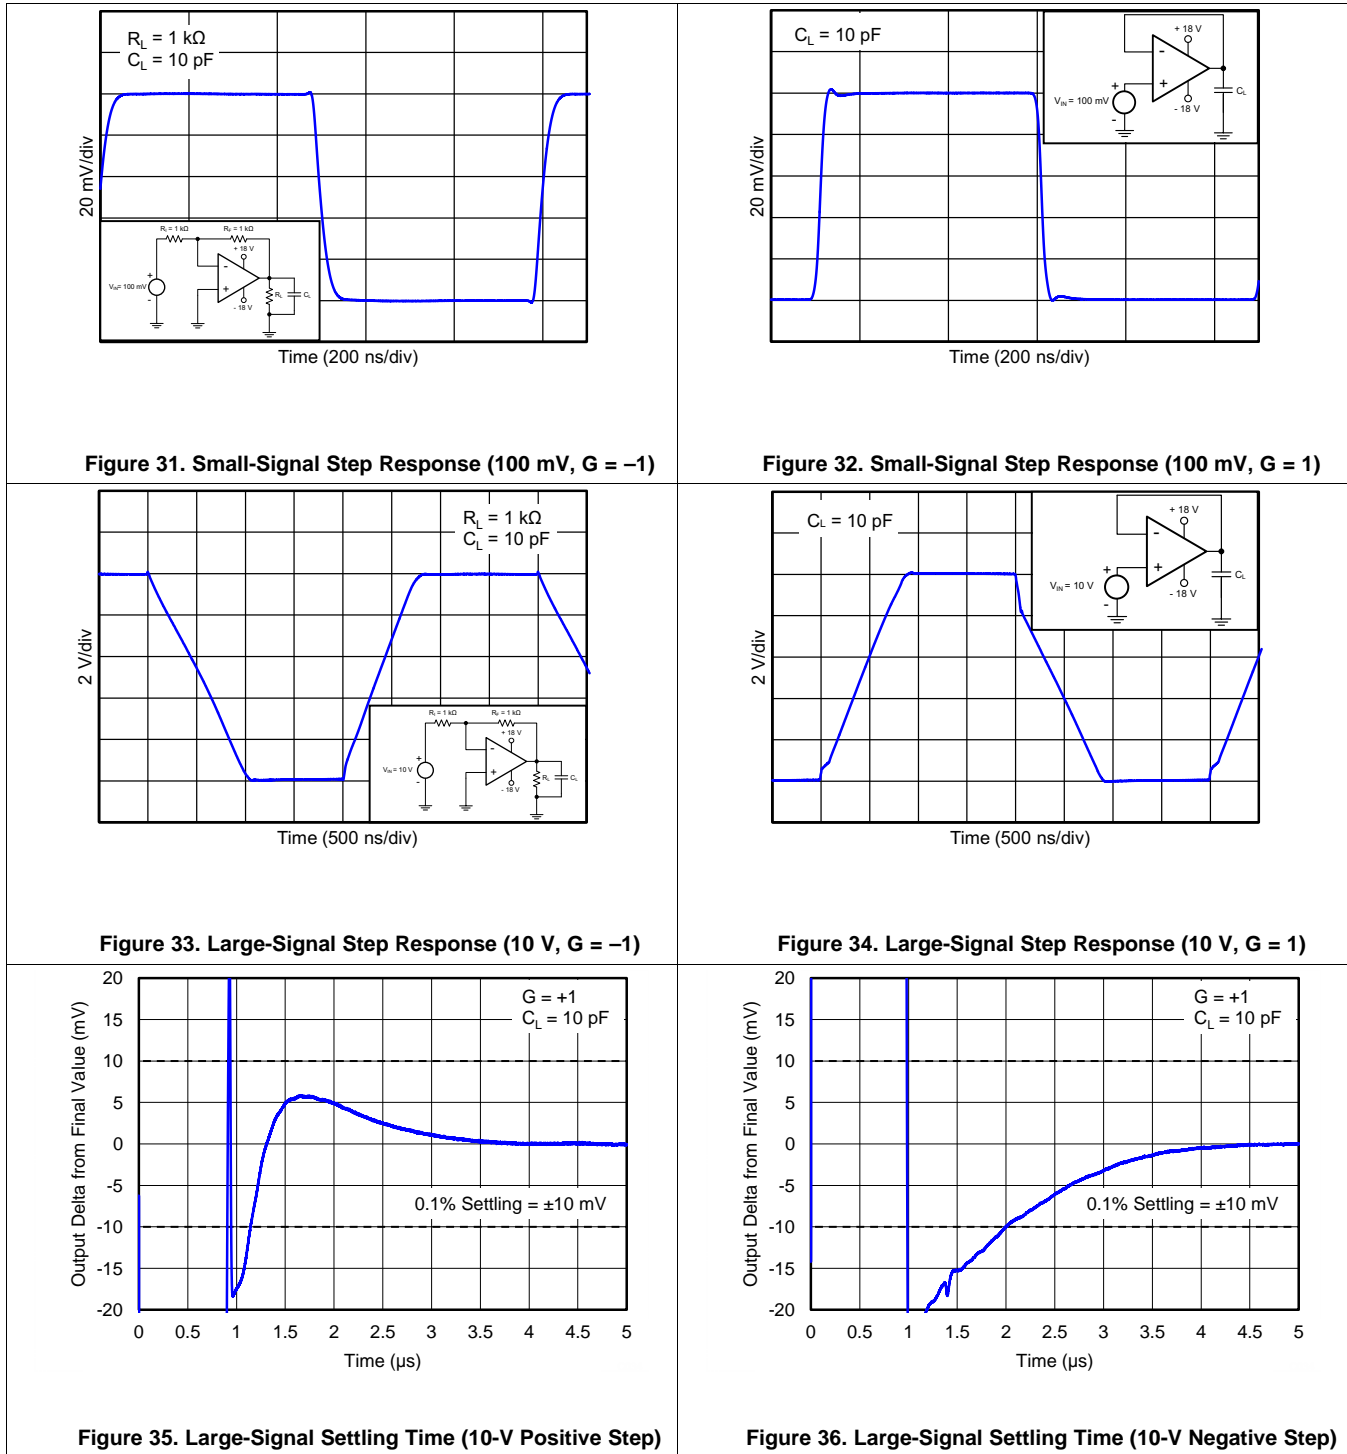 R_L = 1 kΩ
C_L = 10 pF
20 mV/div
R_I = 1 kΩ
R_F = 1 kΩ
+ 18 V
-
+
V_IN = 100 mV
+
-
- 18 V
R_L
C_L
Time (200 ns/div)
Figure 31. Small-Signal Step Response (100 mV, G = –1)
C_L = 10 pF
20 mV/div
+ 18 V
-
+
V_IN = 100 mV
+
-
- 18 V
C_L
Time (200 ns/div)
Figure 32. Small-Signal Step Response (100 mV, G = 1)
R_L = 1 kΩ
C_L = 10 pF
2 V/div
R_I = 1 kΩ
R_F = 1 kΩ
+ 18 V
-
+
V_IN = 10 V
+
-
- 18 V
R_L
C_L
Time (500 ns/div)
Figure 33. Large-Signal Step Response (10 V, G = –1)
C_L = 10 pF
2 V/div
+ 18 V
-
+
V_IN = 10 V
+
-
- 18 V
C_L
Time (500 ns/div)
Figure 34. Large-Signal Step Response (10 V, G = 1)
Output Delta from Final Value (mV)
20
15
10
5
0
-5
-10
-15
-20
G = +1
C_L = 10 pF
0.1% Settling = ±10 mV
0 0.5 1 1.5 2 2.5 3 3.5 4 4.5 5
Time (µs)
Figure 35. Large-Signal Settling Time (10-V Positive Step)
Output Delta from Final Value (mV)
20
15
10
5
0
-5
-10
-15
-20
G = +1
C_L = 10 pF
0.1% Settling = ±10 mV
0 0.5 1 1.5 2 2.5 3 3.5 4 4.5 5
Time (µs)
Figure 36. Large-Signal Settling Time (10-V Negative Step)